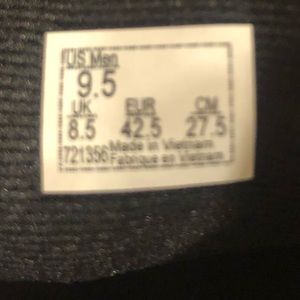 US Men
9.5
UK EUR CM
8.5 42.5 27.5
721356 Made in Vietnam
Fabriqué en Vietnam